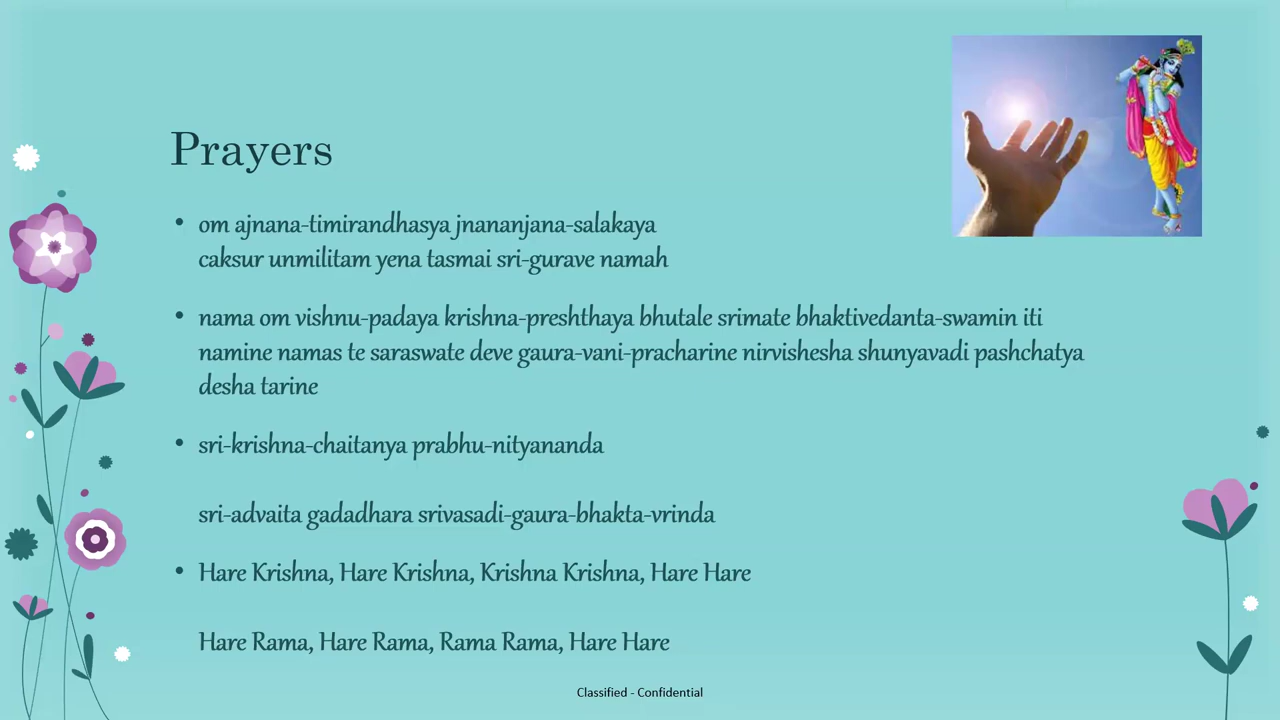 Prayers
• om ajnana-timirandhasya jnananjana-salakaya
caksur unmilitam yena tasmai sri-gurave namah
• nama om vishnu-padaya krishna-preshthaya bhutale srimate bhaktivedanta-swamin iti
namine namas te saraswate deve gaura-vani-pracharine nirvishesha shunyavadi pashchatya
desha tarine
• sri-krishna-chaitanya prabhu-nityananda
sri-advaita gadadhara srivasadi-gaura-bhakta-vrinda
• Hare Krishna, Hare Krishna, Krishna Krishna, Hare Hare
Hare Rama, Hare Rama, Rama Rama, Hare Hare
Classified - Confidential